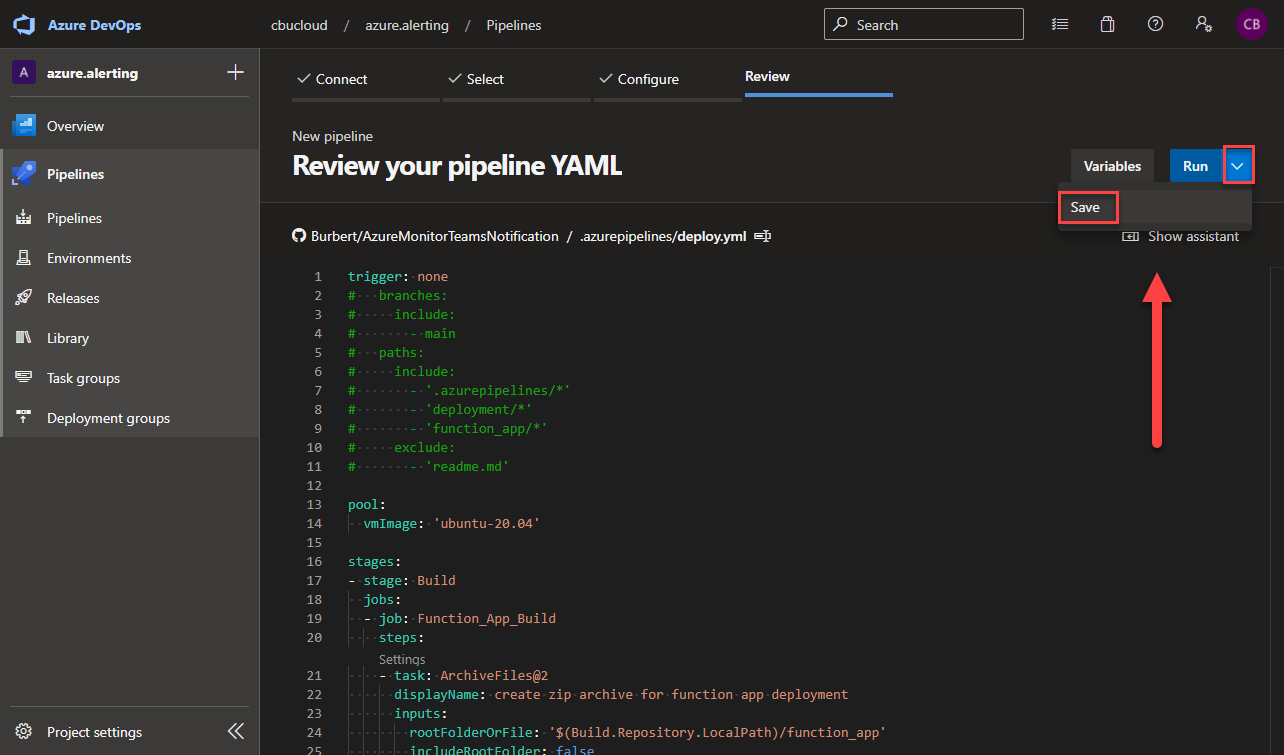 Azure DevOps
cbucloud / azure.alerting / Pipelines
Search
CB
A azure.alerting
Overview
Pipelines
Pipelines
Environments
Releases
Library
Task groups
Deployment groups
Project settings
Connect
Select
Configure
Review
New pipeline
Review your pipeline YAML
Variables
Run
Save
Burbert/AzureMonitorTeamsNotification / .azurepipelines/deploy.yml
Show assistant
1 trigger: none
2 #   branches:
3 #     include:
4 #       - main
5 #   paths:
6 #     include:
7 #       - '.azurepipelines/*'
8 #       - 'deployment/*'
9 #       - 'function_app/*'
10 #     exclude:
11 #       - 'readme.md'
12
13 pool:
14   vmImage: 'ubuntu-20.04'
15
16 stages:
17 - stage: Build
18   jobs:
19   - job: Function_App_Build
20     steps:
Settings
21     - task: ArchiveFiles@2
22       displayName: create zip archive for function app deployment
23       inputs:
24         rootFolderOrFile: '$(Build.Repository.LocalPath)/function_app'
25         includeRootFolder: false